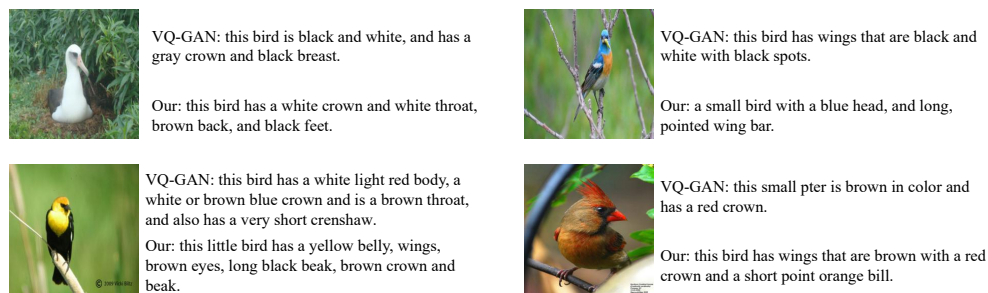 VQ-GAN: this bird is black and white, and has a
gray crown and black breast.
Our: this bird has a white crown and white throat,
brown back, and black feet.
VQ-GAN: this bird has wings that are black and
white with black spots.
Our: a small bird with a blue head, and long,
pointed wing bar.
VQ-GAN: this bird has a white light red body, a
white or brown blue crown and is a brown throat,
and also has a very short crenshaw.
Our: this little bird has a yellow belly, wings,
brown eyes, long black beak, brown crown and
beak.
VQ-GAN: this small pter is brown in color and
has a red crown.
Our: this bird has wings that are brown with a red
crown and a short point orange bill.